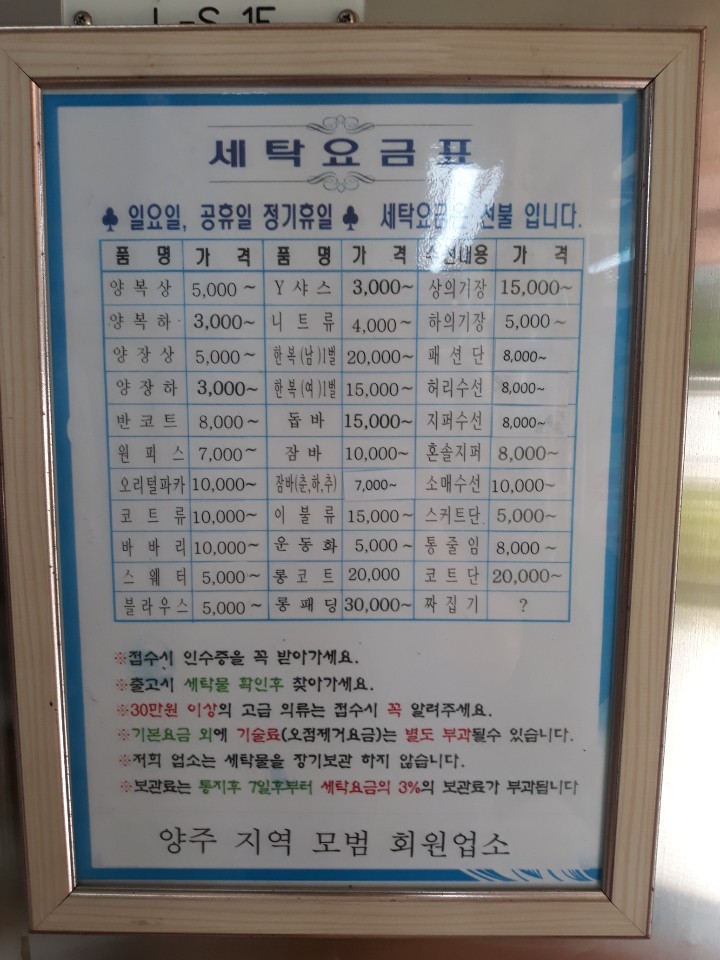 세탁요금표
♣ 일요일, 공휴일 정기휴일 ♣ 세탁요금은 선불 입니다.
품 명 가 격 품 명 가 격 수선내용 가 격
양 복 상 5,000 ~ Y 샤 스 3,000~ 상의기장 15,000~
양 복 하 3,000~ 니 트 류 4,000 ~ 하의기장 5,000 ~
양 장 상 5,000 ~ 한복(남)1벌 20,000~ 패 션 단 8,000~
양 장 하 3,000~ 한복(여)1벌 15,000~ 허리수선 8,000~
반 코 트 8,000 ~ 돕 바 15,000~ 지퍼수선 8,000~
원 피 스 7,000 ~ 잠 바 10,000~ 혼솔지퍼 8,000~
오리털파카 10,000~ 잠바(춘,하,추) 7,000~ 소매수선 10,000~
코 트 류 10,000~ 이 불 류 15,000~ 스커트단 5,000~
바 바 리 10,000~ 운 동 화 5,000 ~ 통 줄 임 8,000 ~
스 웨 터 5,000 ~ 롱 코 트 20,000 코 트 단 20,000~
블라우스 5,000 ~ 롱 패 딩 30,000~ 짜 집 기 ?
※접수시 인수증을 꼭 받아가세요.
※출고시 세탁물 확인후 찾아가세요.
※30만원 이상의 고급 의류는 접수시 꼭 알려주세요.
※기본요금 외에 기술료(오점제거요금)는 별도 부과될수 있습니다.
※저희 업소는 세탁물을 장기보관 하지 않습니다.
※보관료는 통지후 7일후부터 세탁요금의 3%의 보관료가 부과됩니다
양주 지역 모범 회원업소